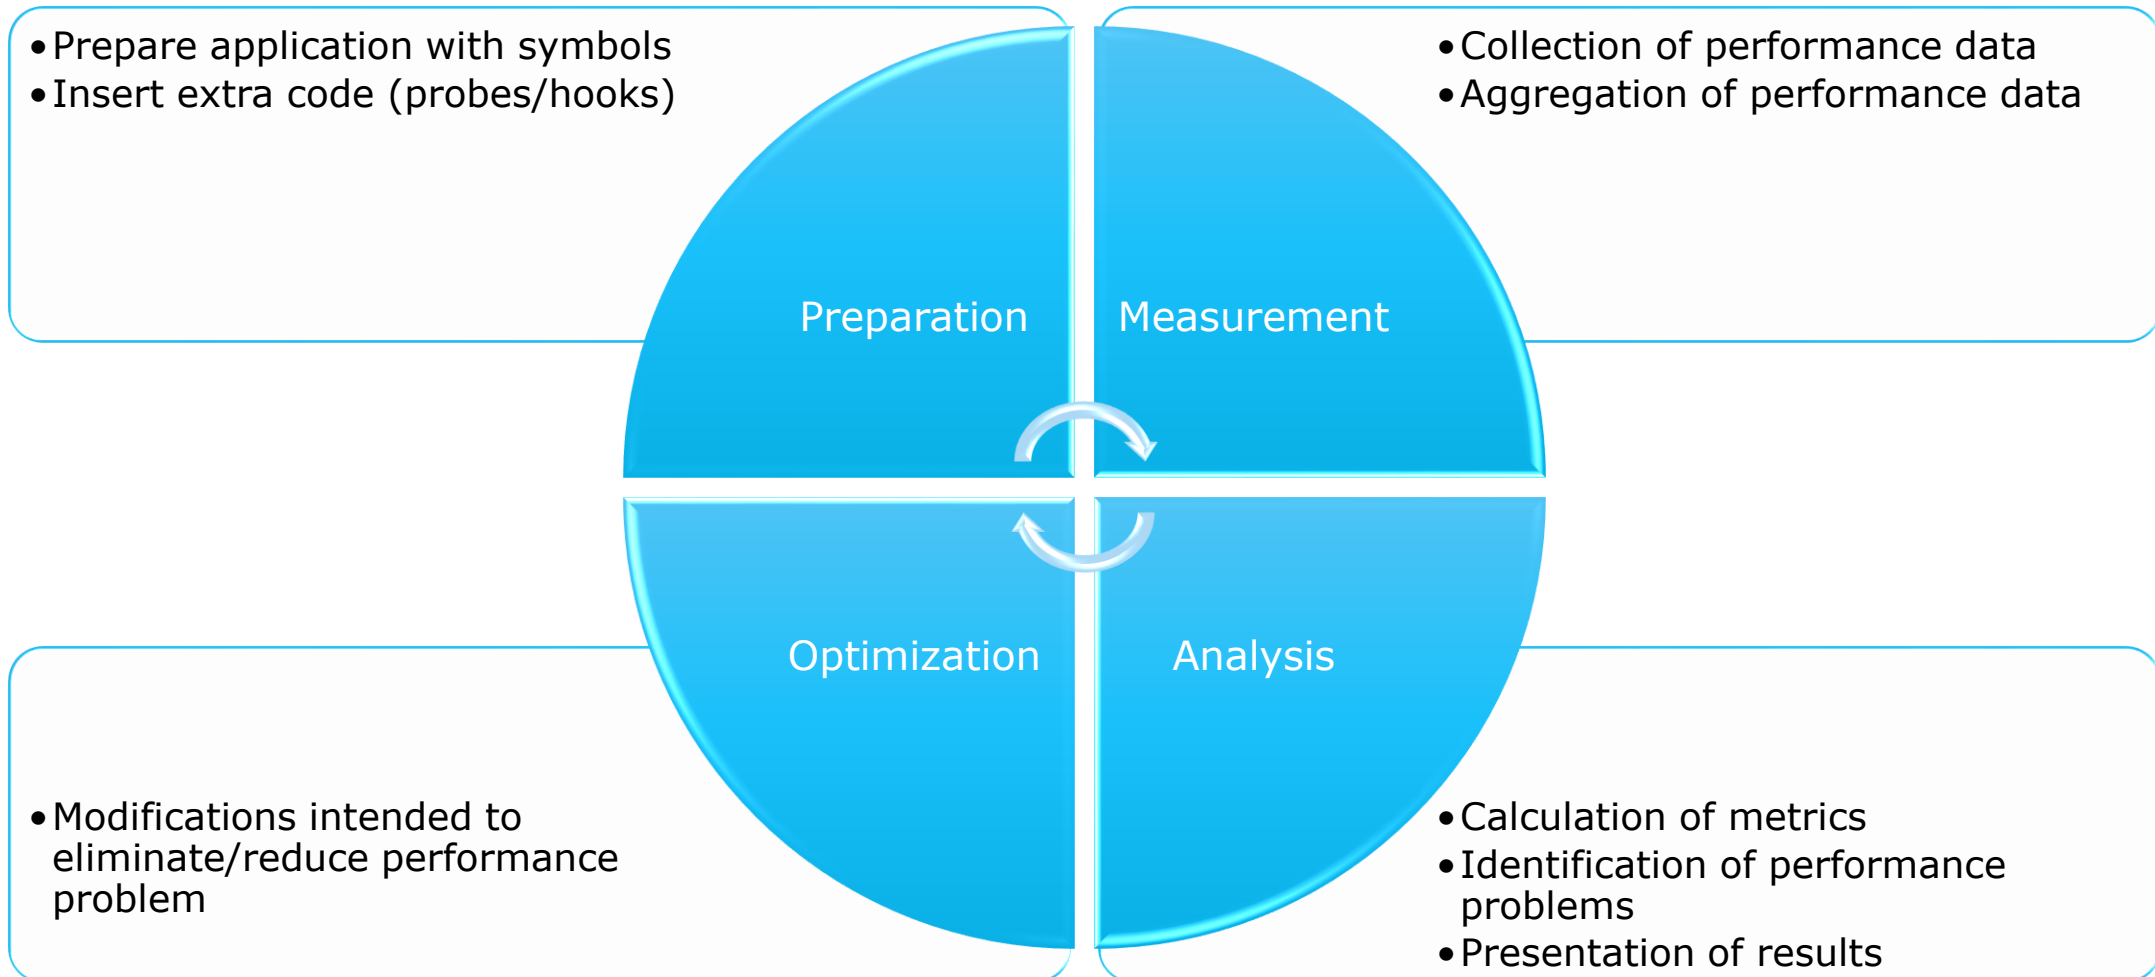 •Prepare application with symbols
•Insert extra code (probes/hooks)
•Collection of performance data
•Aggregation of performance data
Preparation
Measurement
Optimization
Analysis
•Modifications intended to
eliminate/reduce performance
problem
•Calculation of metrics
•Identification of performance
problems
•Presentation of results